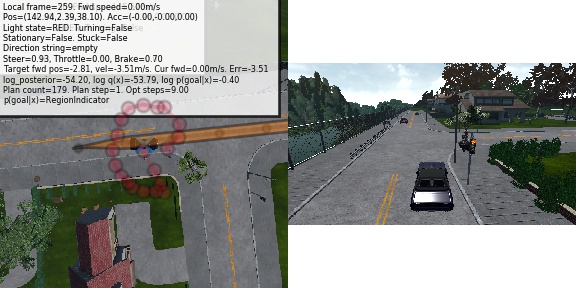 Local frame=259. Fwd speed=0.00m/s
Pos=(142.94,2.39,38.10). Acc=(-0.00,-0.00,0.00)
Light state=RED. Turning=False
Stationary=False. Stuck=False
Direction string=empty
Steer=0.93, Throttle=0.00, Brake=0.70
Target fwd pos=-2.81, vel=-3.51m/s. Cur fwd=0.00m/s. Err=-3.51
log_posterior=-54.20, log q(x)=-53.79, log p(goal|x)=-0.40
Plan count=179. Plan step=1. Opt steps=9.00
p(goal|x)=RegionIndicator